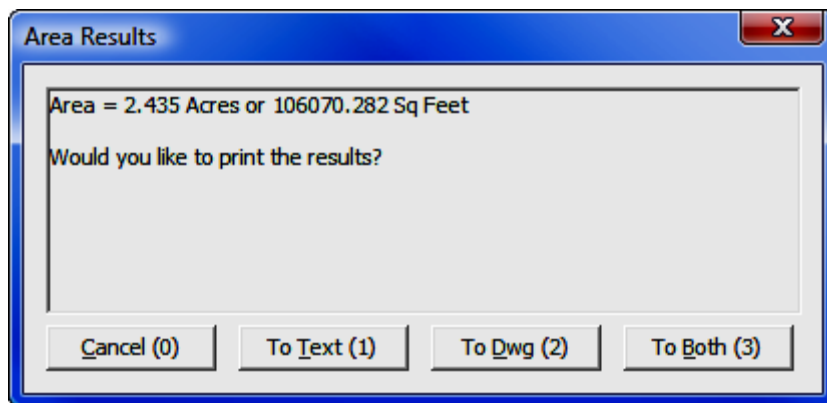 Area Results
X
Area = 2.435 Acres or 106070.282 Sq Feet
Would you like to print the results?
Cancel (0) To Text (1) To Dwg (2) To Both (3)